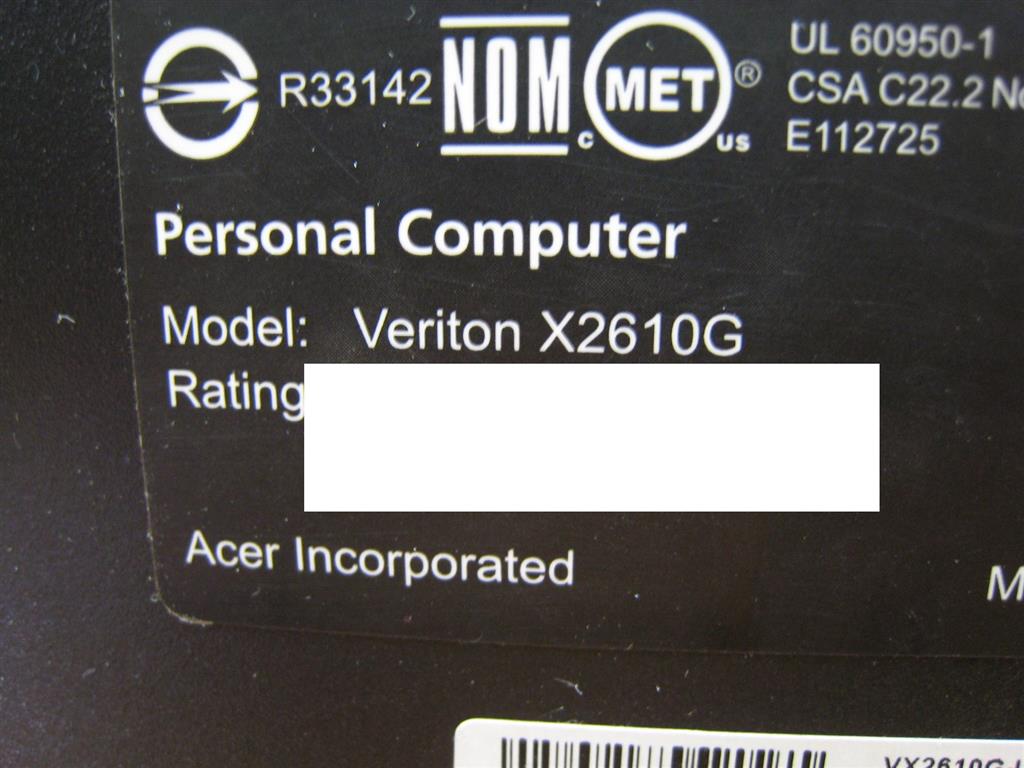 R33142 NOM c MET us ® UL 60950-1
CSA C22.2
E112725
Personal Computer
Model: Veriton X2610G
Rating
Acer Incorporated